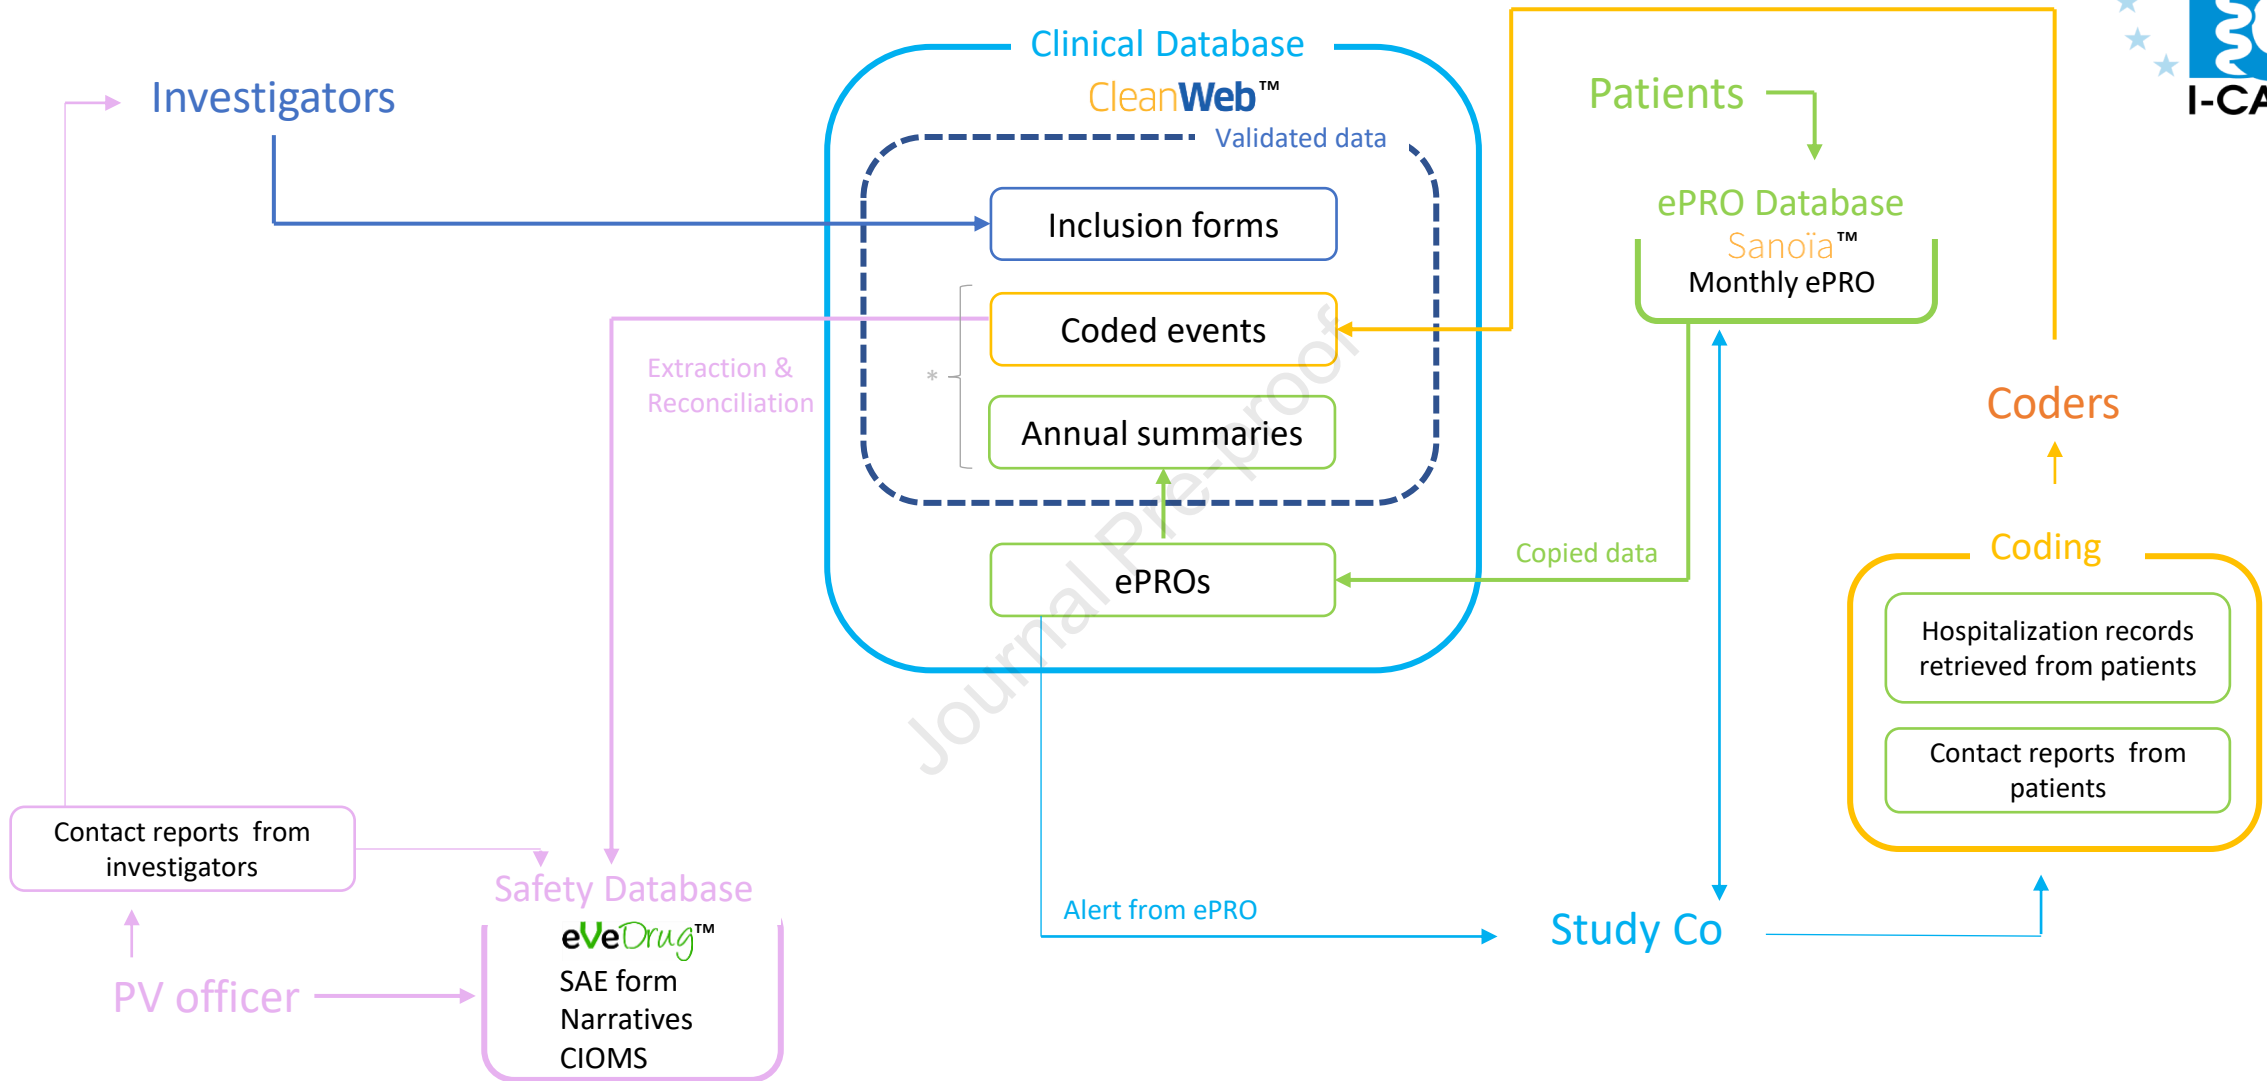 Clinical Database
CleanWeb™
Investigators
Validated data
Patients
I-CA
Inclusion forms
ePRO Database
Sanoïa™
Monthly ePRO
Coded events
Extraction &
Reconciliation
*
Annual summaries
Coders
Copied data
ePROs
Coding
Hospitalization records
retrieved from patients
Contact reports from
patients
Journal Pre-proof
Contact reports from
investigators
Safety Database
eVeDrug™
SAE form
Narratives
CIOMS
Alert from ePRO
Study Co
PV officer